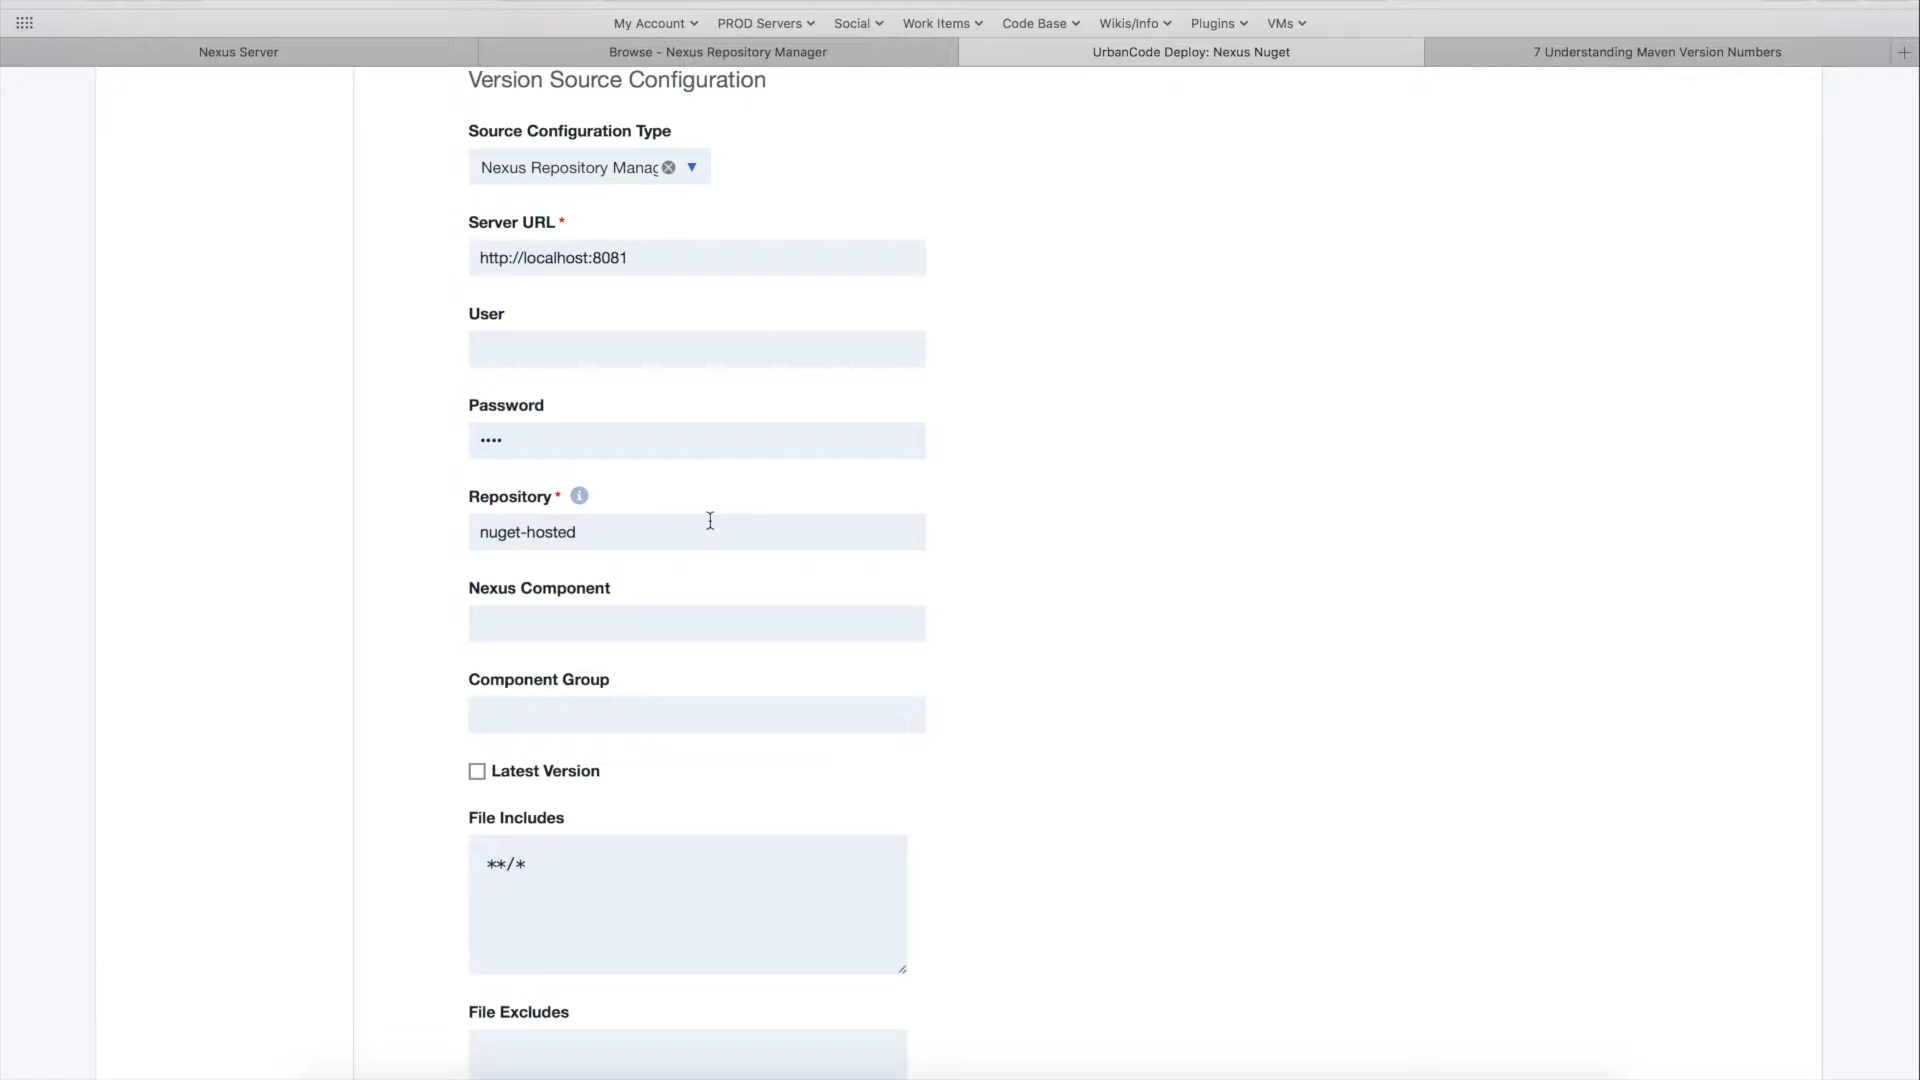 My Account PROD Servers Social Work Items Code Base Wikis/Info Plugins VMs
Nexus Server Browse - Nexus Repository Manager UrbanCode Deploy: Nexus Nuget 7 Understanding Maven Version Numbers
Version Source Configuration
Source Configuration Type
Nexus Repository Manag
Server URL *
http://localhost:8081
User
Password
••••
Repository *
nuget-hosted
Nexus Component
Component Group
Latest Version
File Includes
**/*
File Excludes